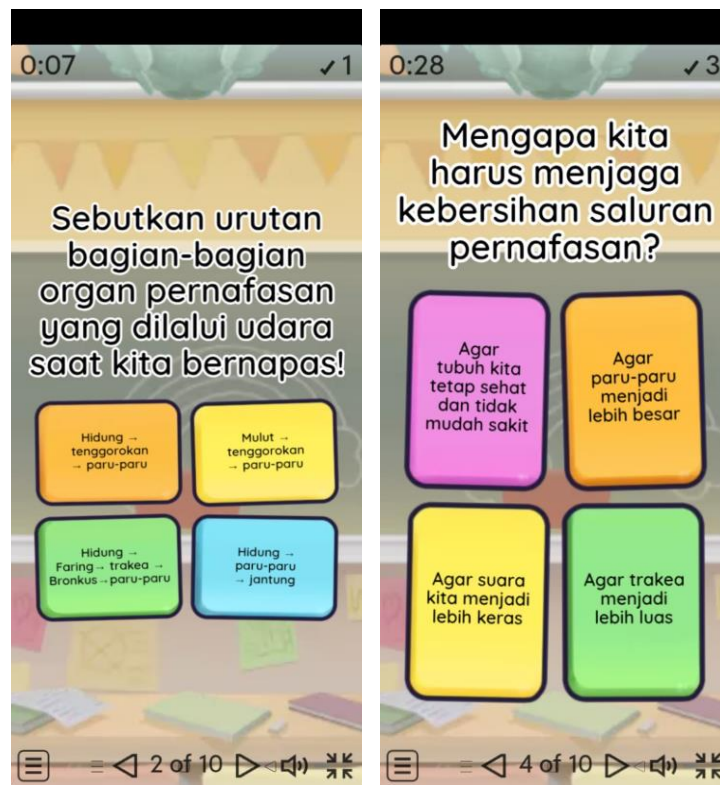 0:07
✓ 1
Sebutkan urutan
bagian-bagian
organ pernafasan
yang dilalui udara
saat kita bernapas!
Hidung →
tenggorokan
→ paru-paru
Mulut →
tenggorokan
→ paru-paru
Hidung →
Faring → trakea →
Bronkus → paru-paru
Hidung →
paru-paru
→ jantung
2 of 10
0:28
✓ 3
Mengapa kita
harus menjaga
kebersihan saluran
pernafasan?
Agar
tubuh kita
tetap sehat
dan tidak
mudah sakit
Agar
paru-paru
menjadi
lebih besar
Agar suara
kita menjadi
lebih keras
Agar trakea
menjadi
lebih luas
4 of 10